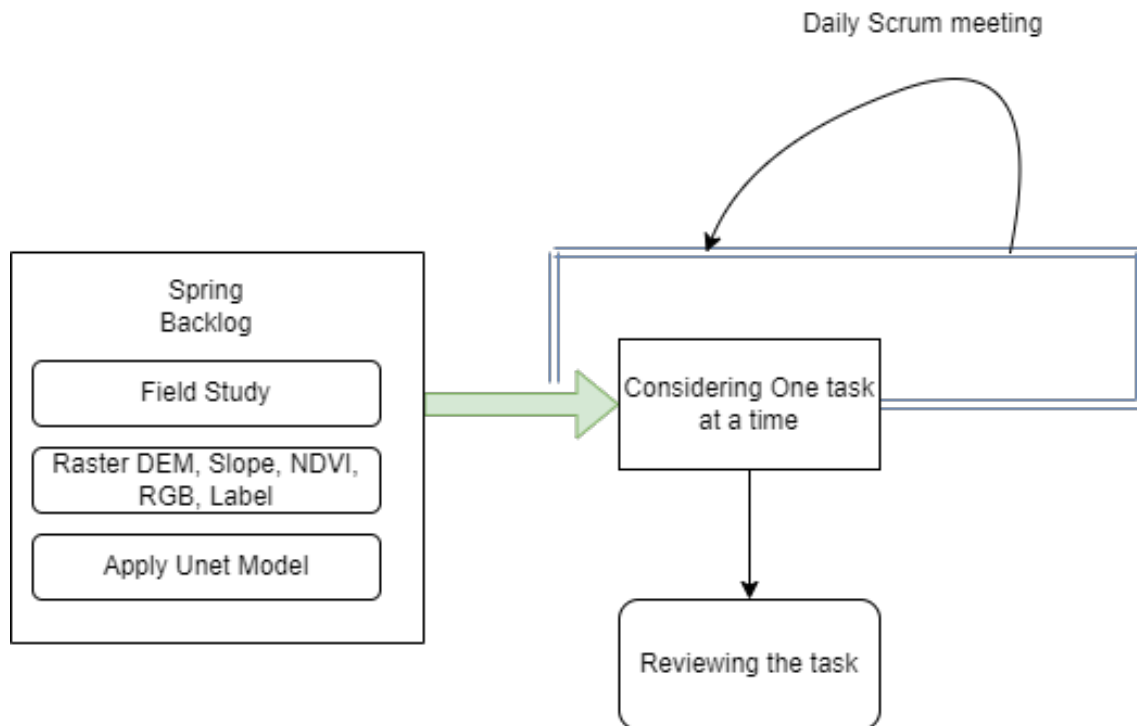 Daily Scrum meeting
Spring
Backlog
Field Study
Raster DEM, Slope, NDVI,
RGB, Label
Apply Unet Model
Considering One task
at a time
Reviewing the task